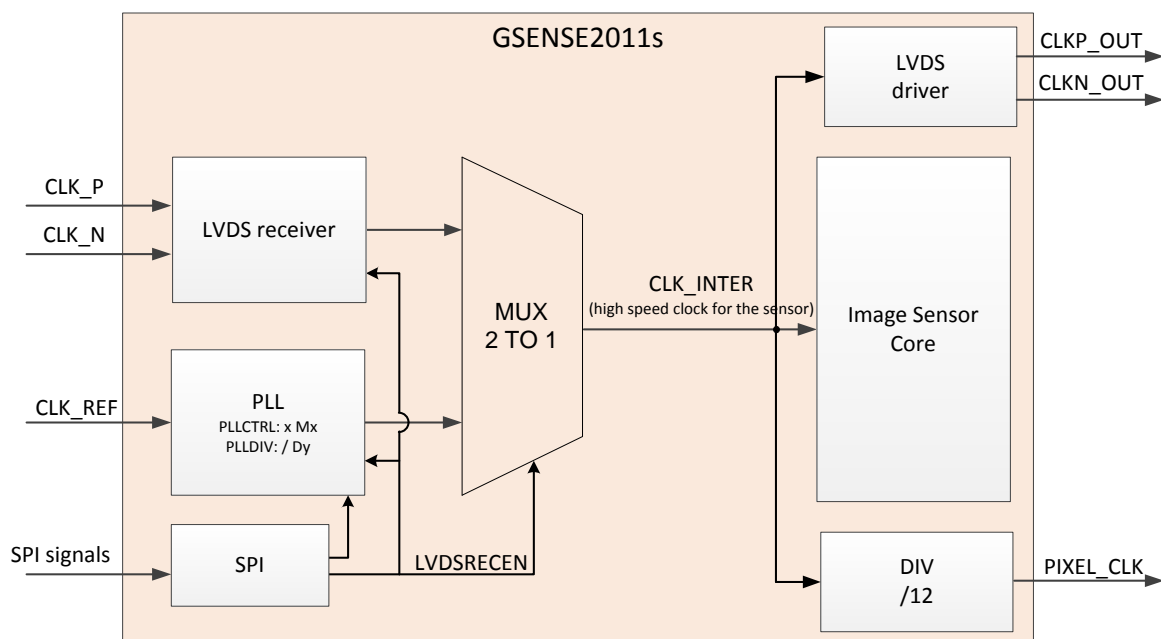 GSENSE2011s
CLKP_OUT
LVDS
driver
CLKN_OUT
CLK_P
LVDS receiver
CLK_N
CLK_INTER
(high speed clock for the sensor)
MUX
2 TO 1
Image Sensor
Core
CLK_REF
PLL
PLLCTRL: x Mx
PLLDIV: / Dy
SPI signals
SPI
LVDSRECEN
DIV
/12
PIXEL_CLK